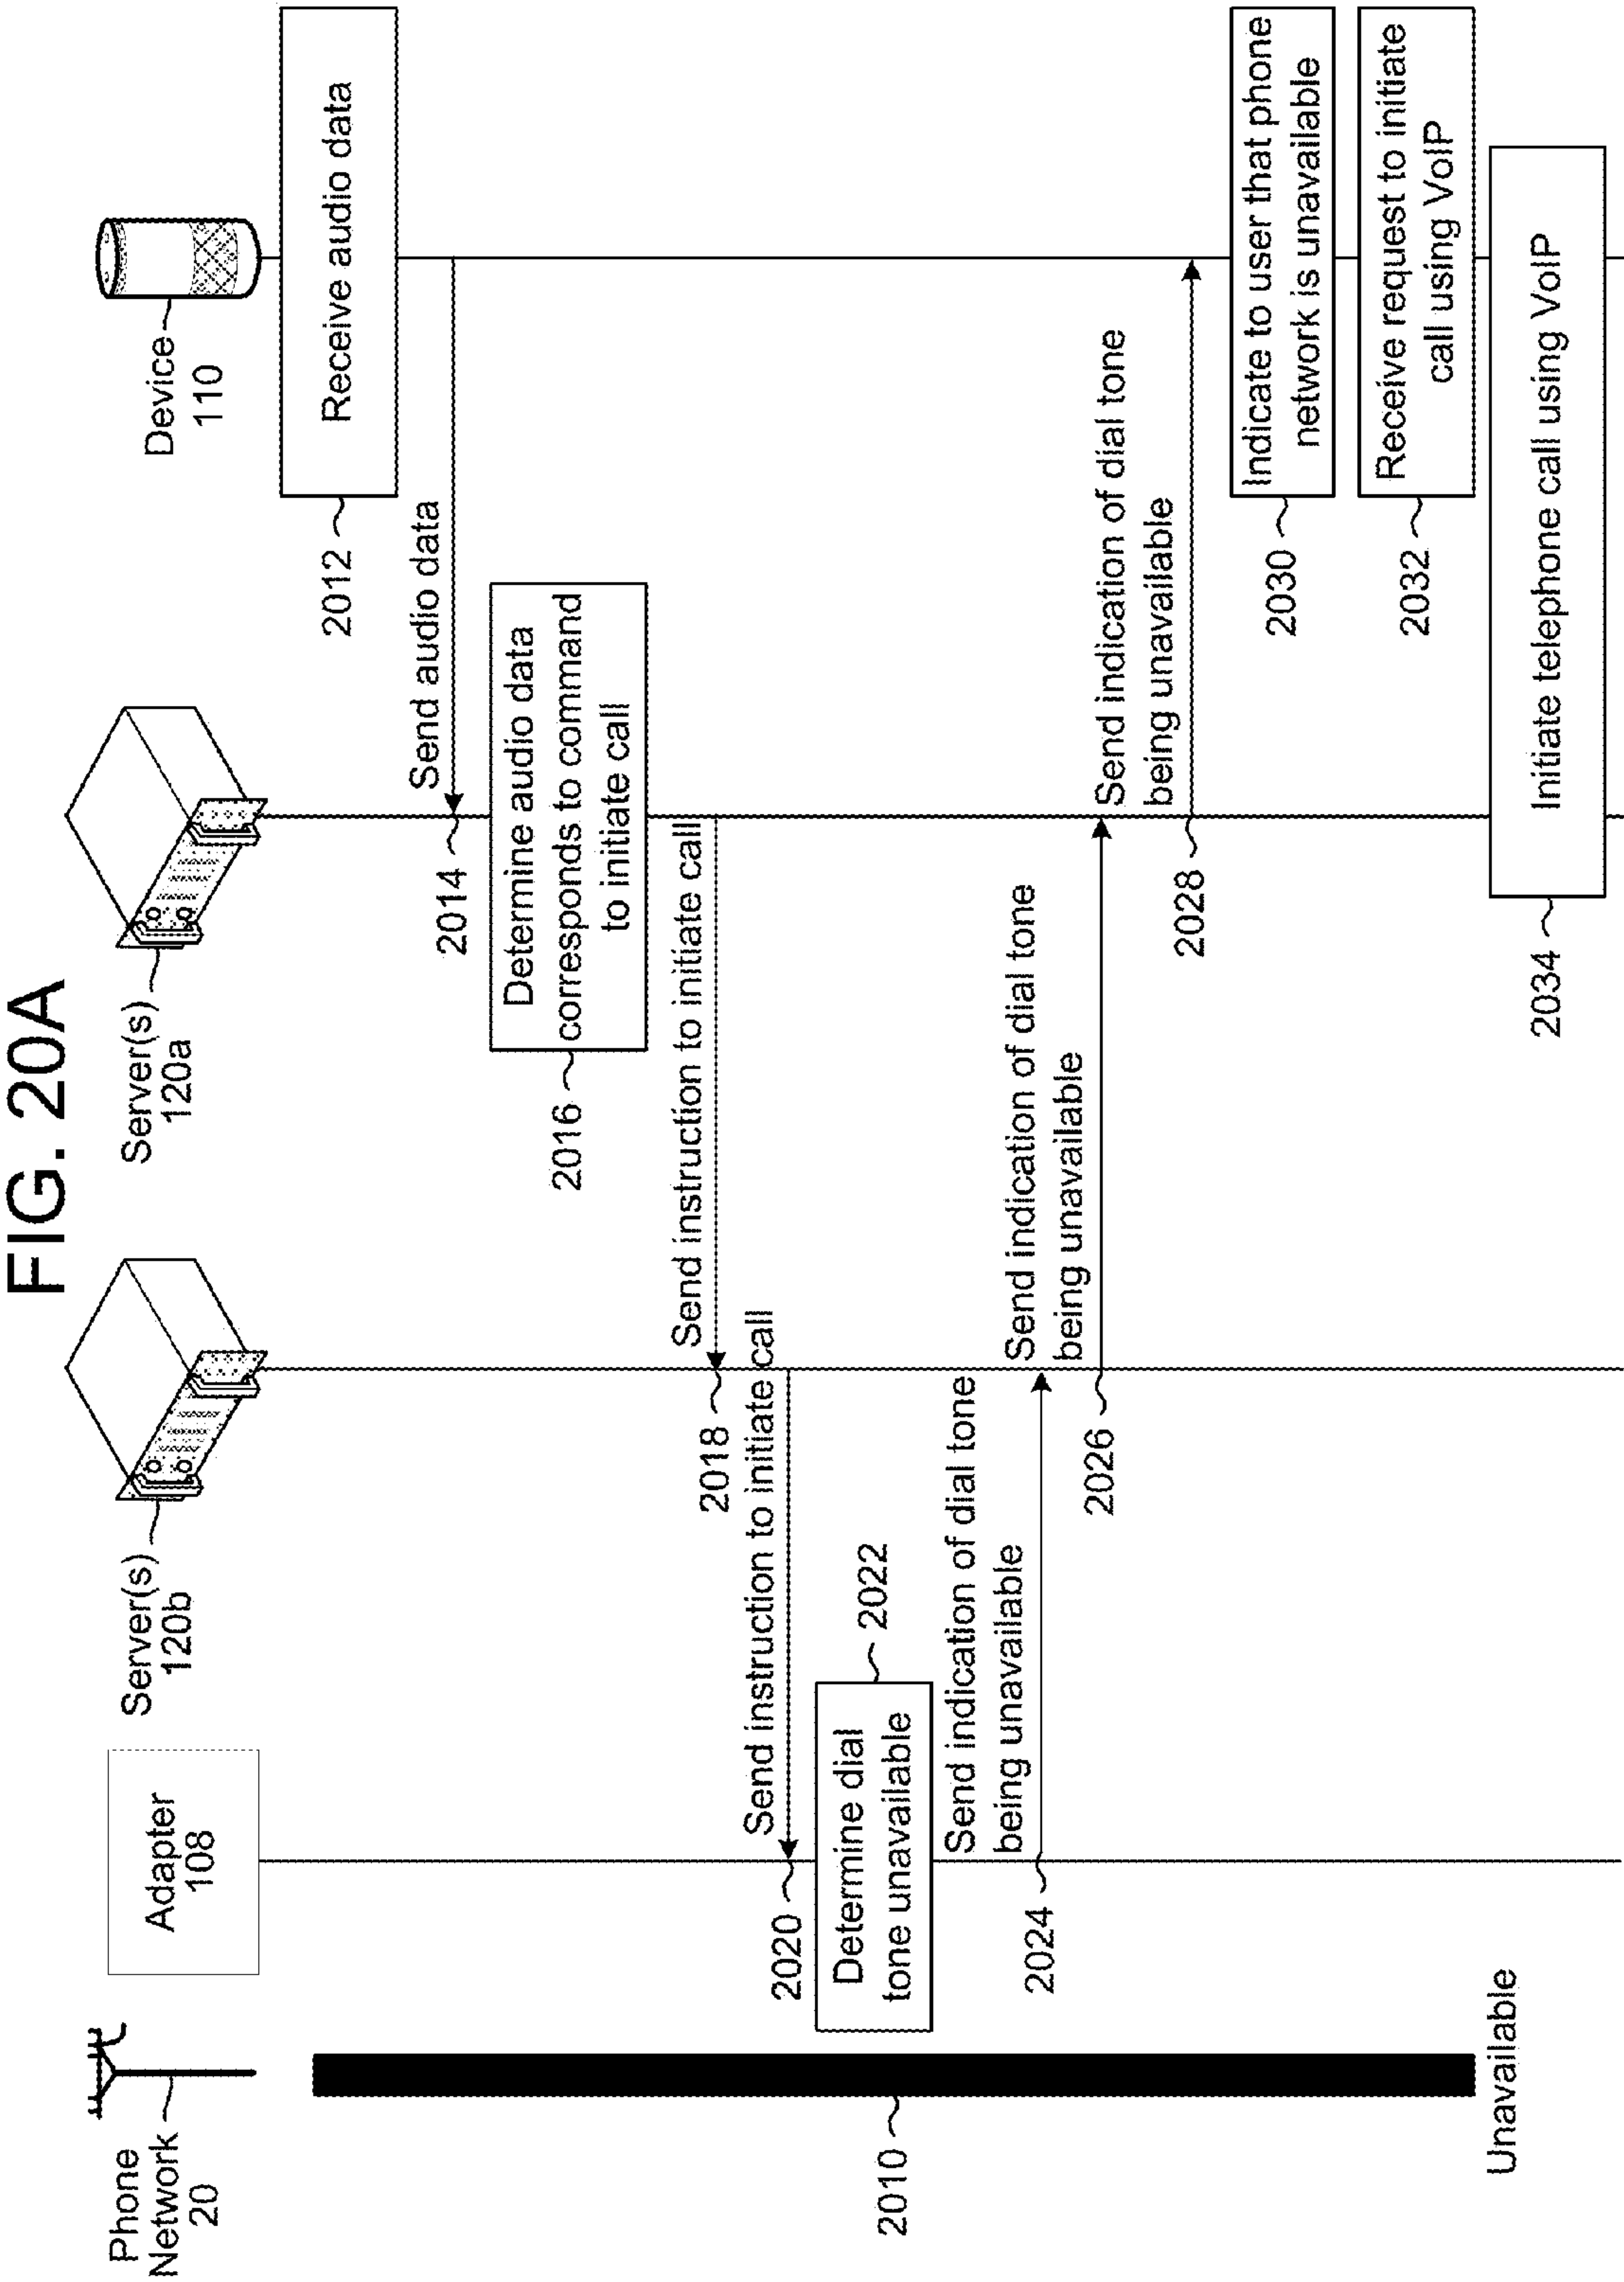 FIG. 20A
Phone
Network
20
Adapter
108
Server(s)
120b
Server(s)
120a
Device
110
Receive audio data
2012
Send audio data
2014
Determine audio data
corresponds to command
to initiate call
2016
Send instruction to initiate call
2018
Send instruction to initiate call
2020
Determine dial
tone unavailable
2022
Send indication of dial tone
being unavailable
2024
Send indication of dial tone
being unavailable
2026
Send indication of dial tone
being unavailable
2028
Indicate to user that phone
network is unavailable
2030
Receive request to initiate
call using VoIP
2032
Initiate telephone call using VoIP
2034
2010
Unavailable